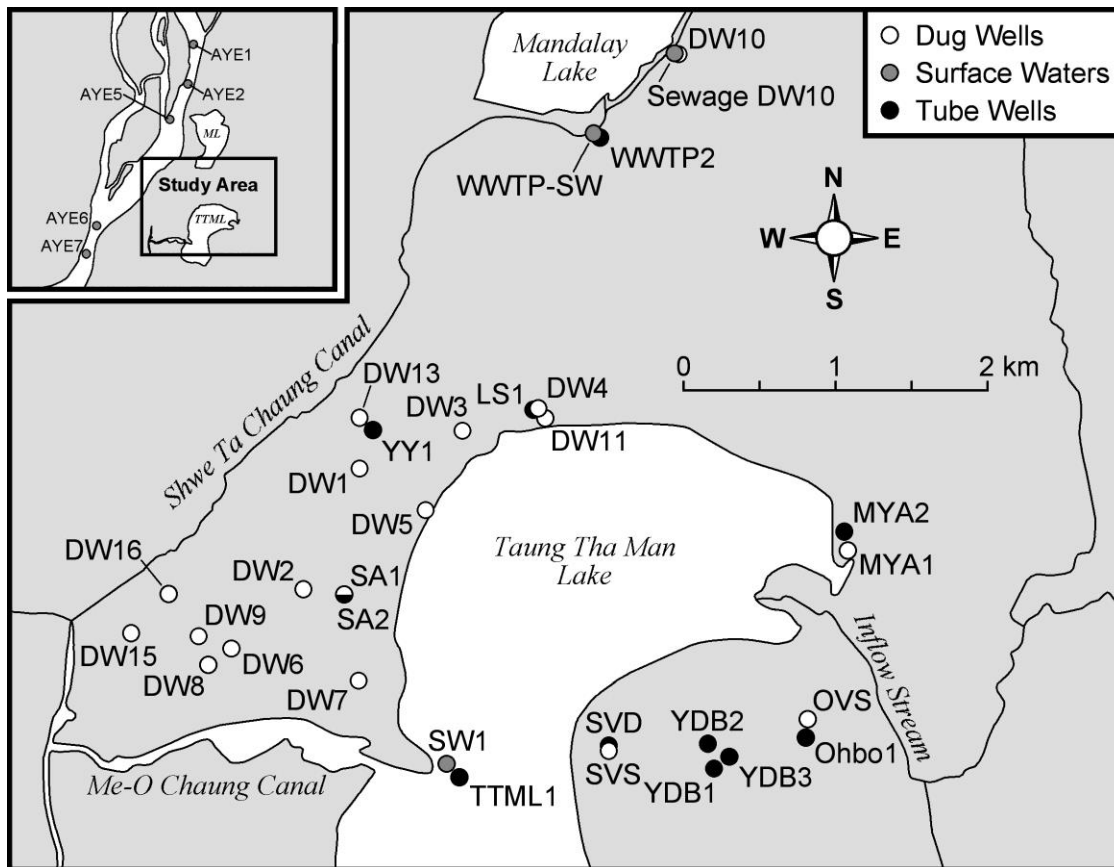 AYE1
AYE2
AYE5
ML
Study Area
TTML
AYE6
AYE7
Mandalay
Lake
DW10
Sewage DW10
WWTP2
WWTP-SW
Dug Wells
Surface Waters
Tube Wells
N
W
E
S
0
1
2 km
Shwe Ta Chaung Canal
DW13
DW3
LS1
DW4
DW11
YY1
DW1
DW5
Taung Tha Man
Lake
MYA2
MYA1
DW16
DW2
SA1
SA2
DW9
DW15
DW6
DW8
DW7
Inflow Stream
SW1
TTML1
Me-O Chaung Canal
SVD
SVS
YDB2
YDB1
YDB3
OVS
Ohbo1